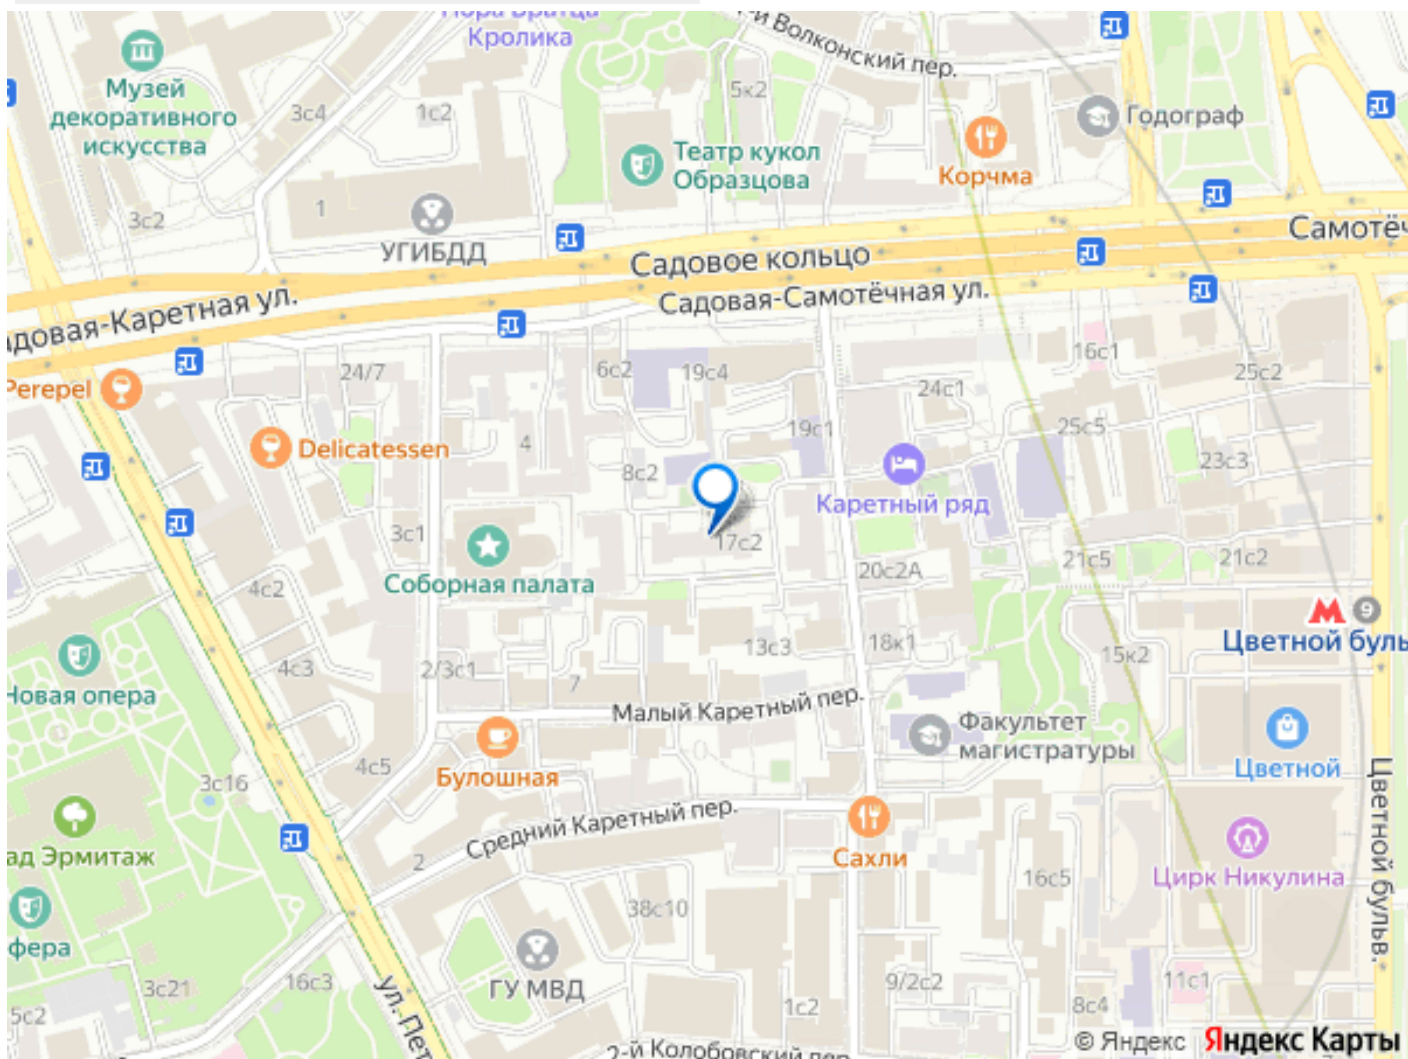 Кролика
Музей
декоративного
искусства
3с4
1с2
5к2
й Волконский пер.
Годограф
Корчма
Театр кукол
Образцова
3с2
1
УГИБДД
Садовое кольцо
Самотёч
адовая-Каретная ул.
Садовая-Самотёчная ул.
Perepel
24/7
6с2
19с4
16с1
24с1
25с2
Delicatessen
4
19с1
25с5
8с2
23с3
Каретный ряд
3с1
17с2
Соборная палата
20с2А
21с5
21с2
4с2
9
Цветной буль
Новая опера
4с3
2/3с1
7
13с3
18к1
15к2
Малый Каретный пер.
Факультет
магистратуры
Булошная
4с5
3с16
Цветной
Цветной бульв.
Средний Каретный пер.
ад Эрмитаж
2
Сахли
Цирк Никулина
16с5
фера
38с10
ГУ МВД
3с21
16с3
5с2
ул. Пет
9/2с2
11с1
1с2
8с4
2-й Колобовский пер.
© Яндекс Яндекс Карты